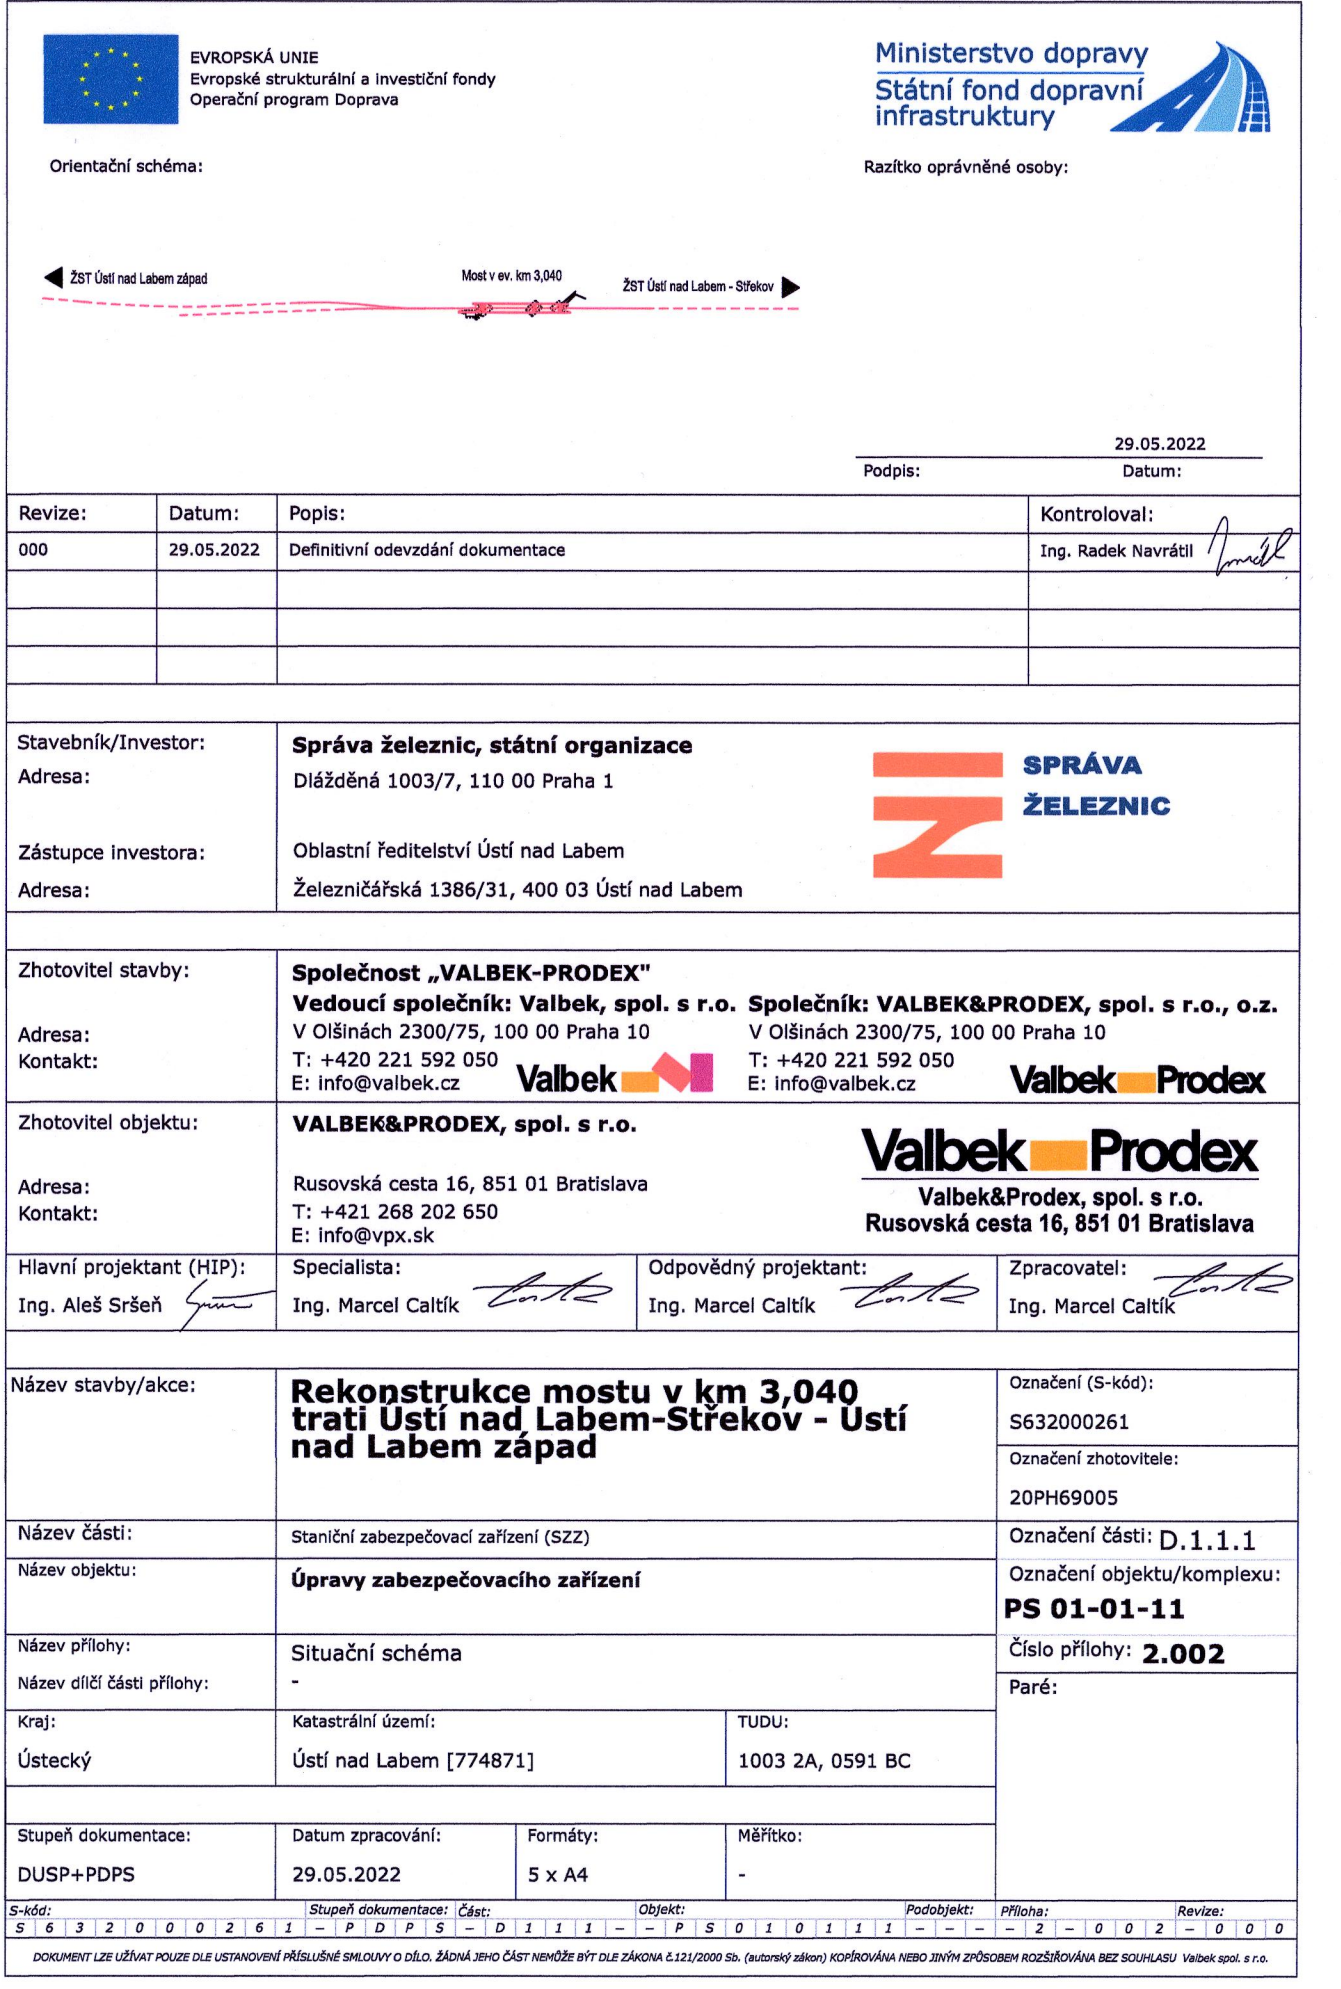 EVROPSKÁ UNIE
Evropské strukturální a investiční fondy
Operační program Doprava
Ministerstvo dopravy
Státní fond dopravní
infrastruktury
Orientační schéma:
Razítko oprávněné osoby:
ŽST Ústí nad Labem západ
Most v ev. km 3,040
ŽST Ústí nad Labem - Střekov
29.05.2022
Podpis:
Datum:
Revize:
Datum:
Popis:
Kontroloval:
000
29.05.2022
Definitivní odevzdání dokumentace
Ing. Radek Navrátil
Stavebník/Investor:
Správa železnic, státní organizace
Adresa:
Dlážděná 1003/7, 110 00 Praha 1
SPRÁVA
ŽELEZNIC
Zástupce investora:
Oblastní ředitelství Ústí nad Labem
Adresa:
Železničářská 1386/31, 400 03 Ústí nad Labem
Zhotovitel stavby:
Společnost „VALBEK-PRODEX"
Vedoucí společník: Valbek, spol. s r.o.
Společník: VALBEK&PRODEX, spol. s r.o., o.z.
Adresa:
V Olšinách 2300/75, 100 00 Praha 10
V Olšinách 2300/75, 100 00 Praha 10
Kontakt:
T: +420 221 592 050
T: +420 221 592 050
E: info@valbek.cz
Valbek
E: info@valbek.cz
Valbek Prodex
Zhotovitel objektu:
VALBEK&PRODEX, spol. s r.o.
Valbek Prodex
Adresa:
Rusovská cesta 16, 851 01 Bratislava
Valbek&Prodex, spol. s r.o.
Kontakt:
T: +421 268 202 650
Rusovská cesta 16, 851 01 Bratislava
E: info@vpx.sk
Hlavní projektant (HIP):
Specialista:
Odpovědný projektant:
Zpracovatel:
Ing. Aleš Sršeň
Ing. Marcel Caltík
Ing. Marcel Caltík
Ing. Marcel Caltík
Název stavby/akce:
Rekonstrukce mostu v km 3,040
trati Ústí nad Labem-Střekov - Ústí
nad Labem západ
Označení (S-kód):
S632000261
Označení zhotovitele:
20PH69005
Název části:
Staniční zabezpečovací zařízení (SZZ)
Označení části: D.1.1.1
Název objektu:
Úpravy zabezpečovacího zařízení
Označení objektu/komplexu:
PS 01-01-11
Název přílohy:
Situační schéma
Číslo přílohy: 2.002
Název dílčí části přílohy:
-
Paré:
Kraj:
Katastrální území:
TUDU:
Ústecký
Ústí nad Labem [774871]
1003 2A, 0591 BC
Stupeň dokumentace:
Datum zpracování:
Formáty:
Měřítko:
DUSP+PDPS
29.05.2022
5 x A4
-
S-kód:
Stupeň dokumentace:
Část:
Objekt:
Podobjekt:
Příloha:
Revize:
S 6 3 2 0 0 0 2 6 1 – P D P S – D 1 1 1 – – P S 0 1 0 1 1 1 – – – – 2 – 0 0 2 – 0 0 0
DOKUMENT LZE UŽÍVAT POUZE DLE USTANOVENÍ PŘÍSLUŠNÉ SMLOUVY O DÍLO. ŽÁDNÁ JEHO ČÁST NEMŮŽE BÝT DLE ZÁKONA č.121/2000 Sb. (autorský zákon) KOPÍROVÁNA NEBO JINÝM ZPŮSOBEM ROZŠIŘOVÁNA BEZ SOUHLASU Valbek spol. s r.o.